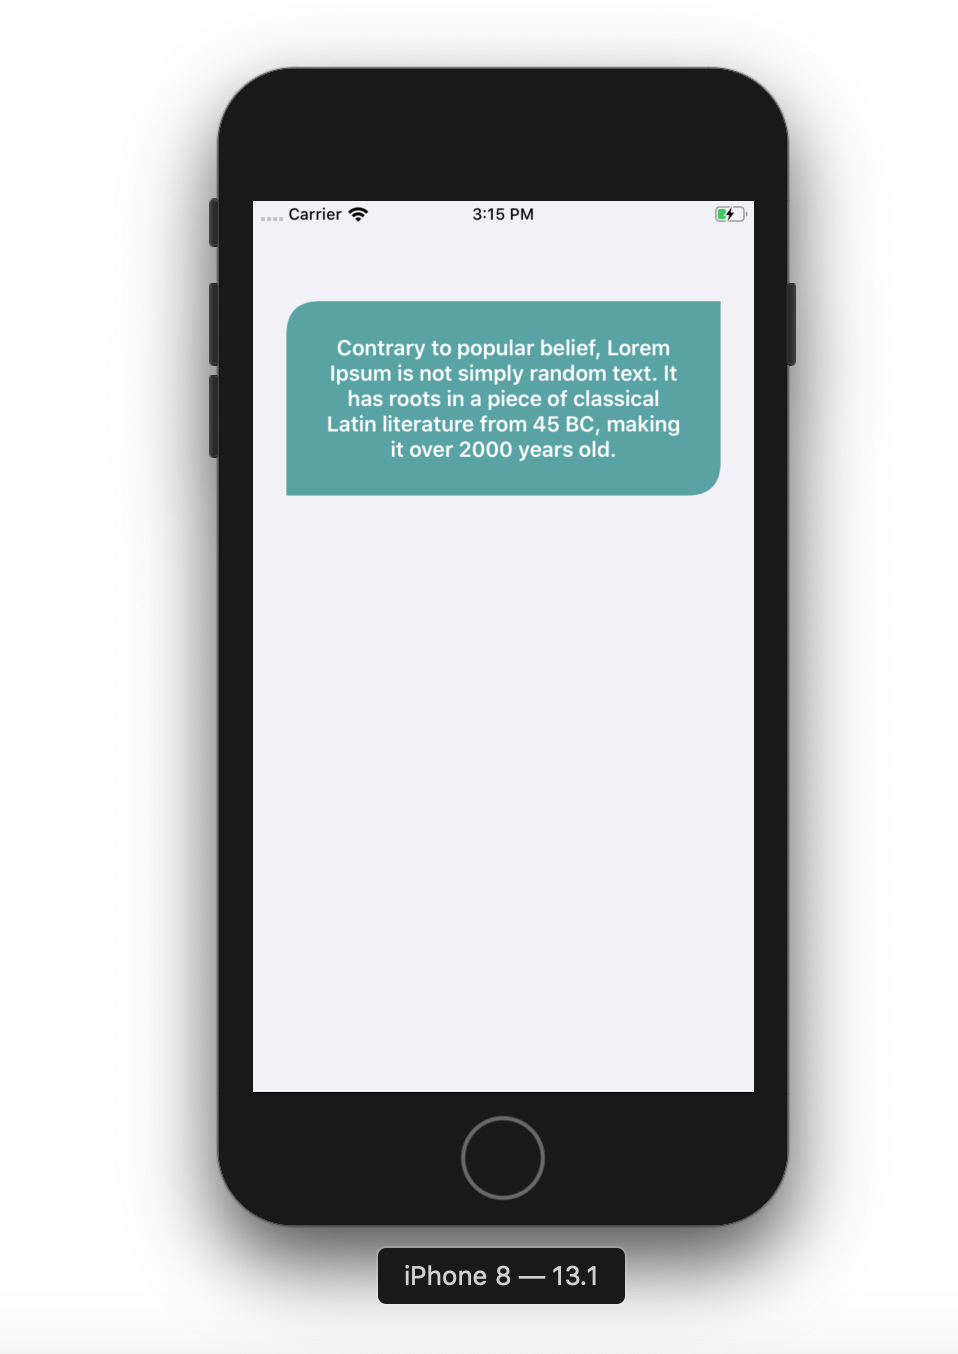 Carrier 3:15 PM
Contrary to popular belief, Lorem
Ipsum is not simply random text. It
has roots in a piece of classical
Latin literature from 45 BC, making
it over 2000 years old.
iPhone 8 — 13.1